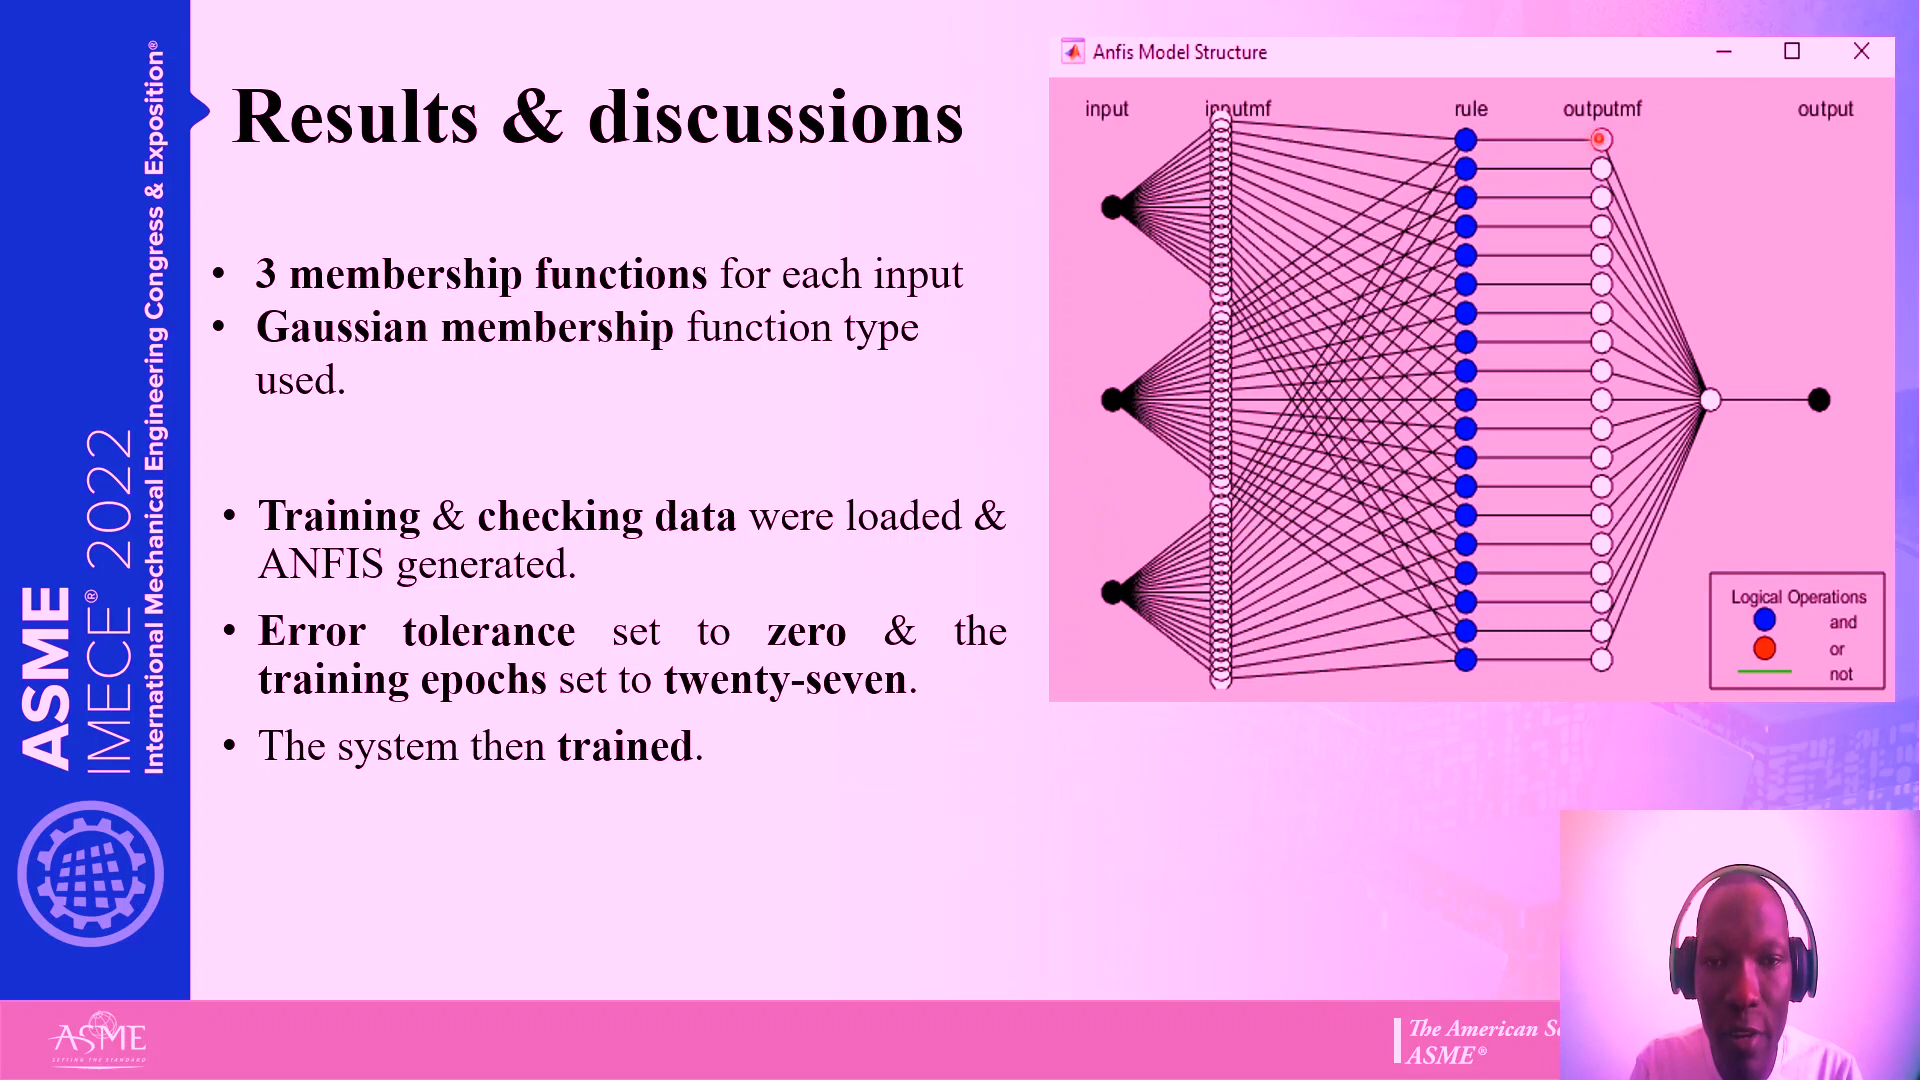 ASME
IMECE® 2022
International Mechanical Engineering Congress & Exposition®
Results & discussions
• 3 membership functions for each input
• Gaussian membership function type
used.
• Training & checking data were loaded &
ANFIS generated.
• Error tolerance set to zero & the
training epochs set to twenty-seven.
• The system then trained.
Anfis Model Structure
input inputmf rule outputmf output
Logical Operations
and
or
not
ASME
SETTING THE STANDARD
The American S
ASME®